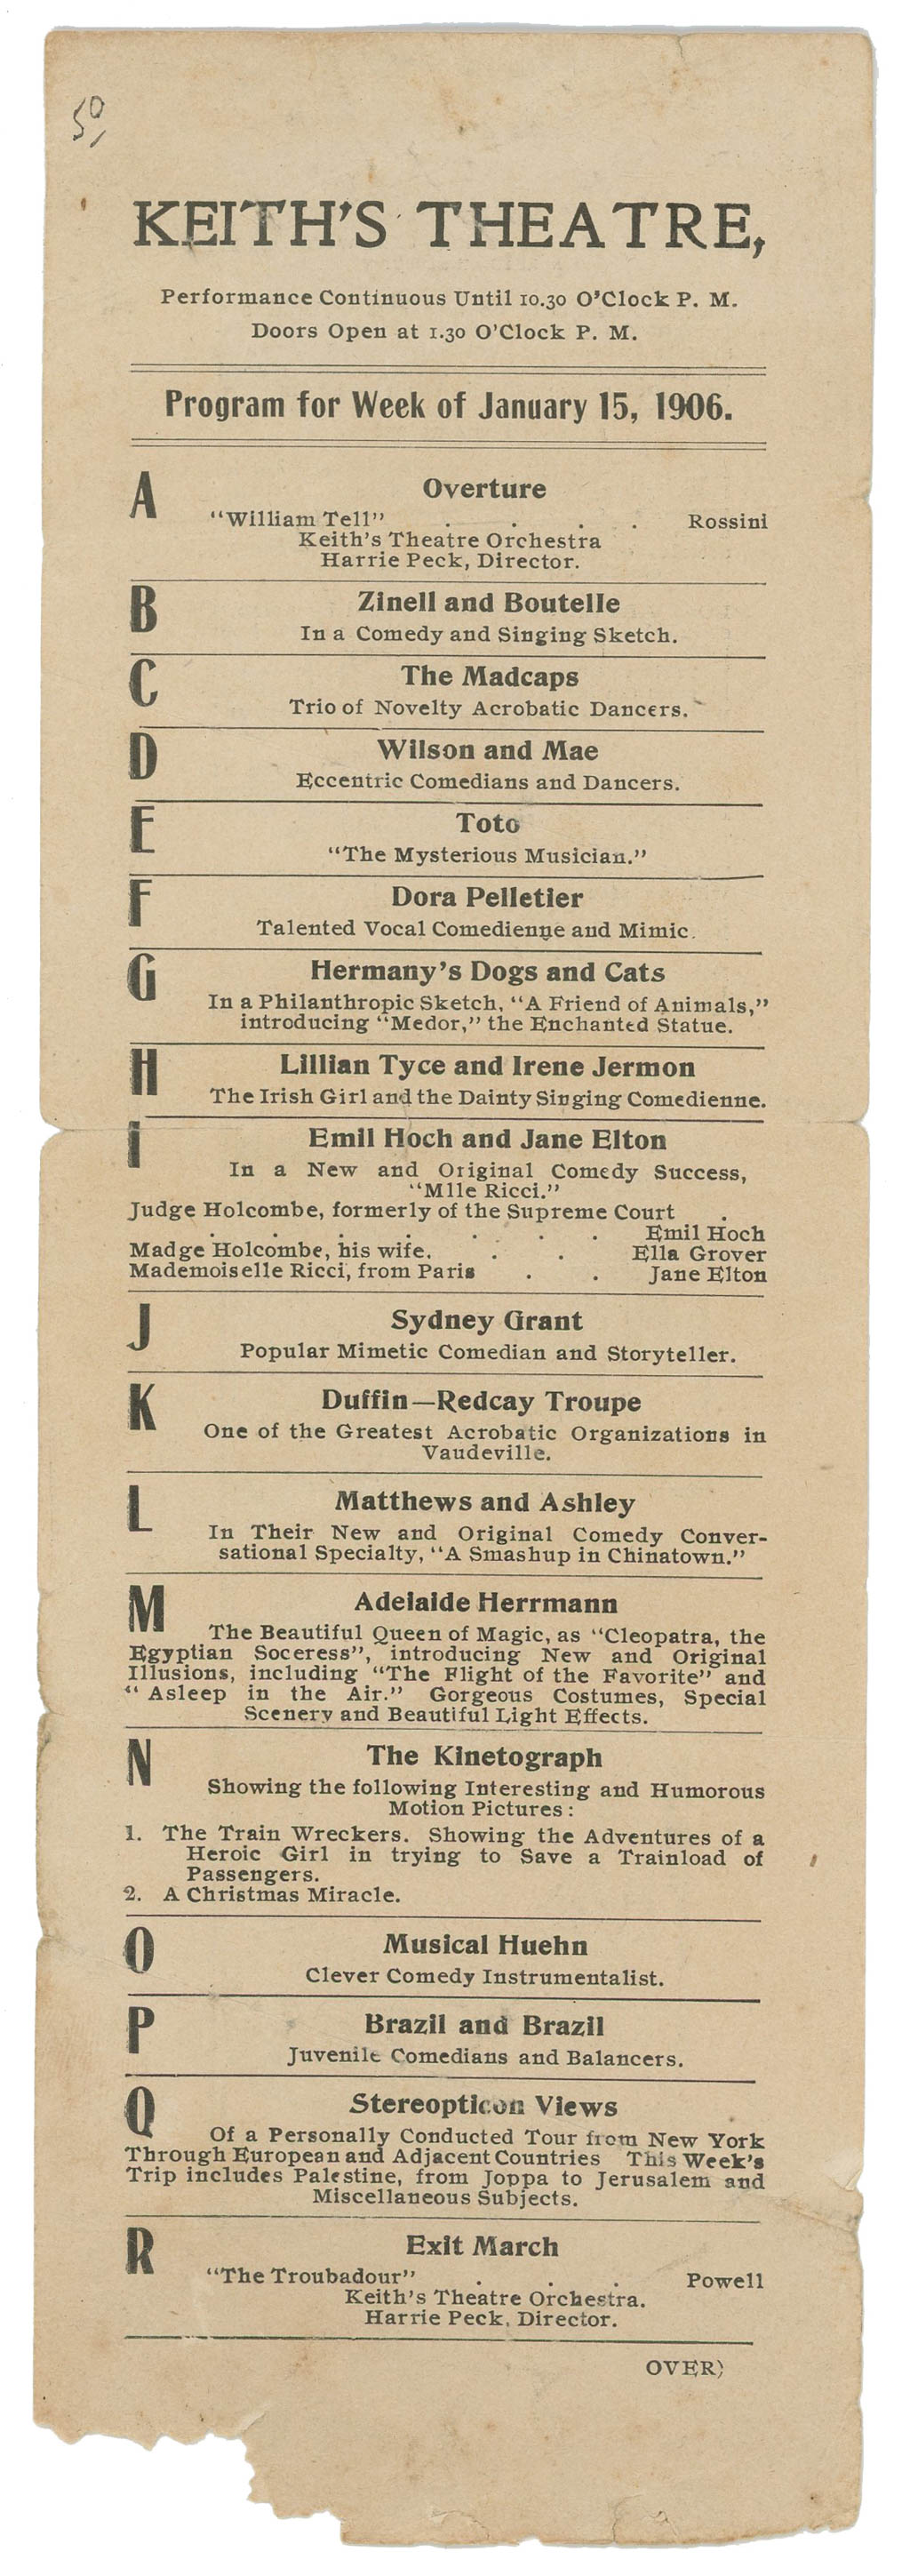 50
KEITH'S THEATRE,
Performance Continuous Until 10.30 O'Clock P. M.
Doors Open at 1.30 O'Clock P. M.
Program for Week of January 15, 1906.
A Overture
"William Tell" . . . . Rossini
Keith's Theatre Orchestra
Harrie Peck, Director.
B Zinell and Boutelle
In a Comedy and Singing Sketch.
C The Madcaps
Trio of Novelty Acrobatic Dancers.
D Wilson and Mae
Eccentric Comedians and Dancers.
E Toto
"The Mysterious Musician."
F Dora Pelletier
Talented Vocal Comedienne and Mimic.
G Hermany's Dogs and Cats
In a Philanthropic Sketch, "A Friend of Animals,"
introducing "Medor," the Enchanted Statue.
H Lillian Tyce and Irene Jermon
The Irish Girl and the Dainty Singing Comedienne.
I Emil Hoch and Jane Elton
In a New and Original Comedy Success,
"Mlle Ricci."
Judge Holcombe, formerly of the Supreme Court .
. . . . . . . Emil Hoch
Madge Holcombe, his wife. . . Ella Grover
Mademoiselle Ricci, from Paris . . Jane Elton
J Sydney Grant
Popular Mimetic Comedian and Storyteller.
K Duffin—Redcay Troupe
One of the Greatest Acrobatic Organizations in
Vaudeville.
L Matthews and Ashley
In Their New and Original Comedy Conver-
sational Specialty, "A Smashup in Chinatown."
M Adelaide Herrmann
The Beautiful Queen of Magic, as "Cleopatra, the
Egyptian Soceress", introducing New and Original
Illusions, including "The Flight of the Favorite" and
" Asleep in the Air." Gorgeous Costumes, Special
Scenery and Beautiful Light Effects.
N The Kinetograph
Showing the following Interesting and Humorous
Motion Pictures :
1. The Train Wreckers. Showing the Adventures of a
Heroic Girl in trying to Save a Trainload of
Passengers.
2. A Christmas Miracle.
O Musical Huehn
Clever Comedy Instrumentalist.
P Brazil and Brazil
Juvenile Comedians and Balancers.
Q Stereopticon Views
Of a Personally Conducted Tour from New York
Through European and Adjacent Countries This Week's
Trip includes Palestine, from Joppa to Jerusalem and
Miscellaneous Subjects.
R Exit March
"The Troubadour" . . . Powell
Keith's Theatre Orchestra.
Harrie Peck, Director.
OVER)